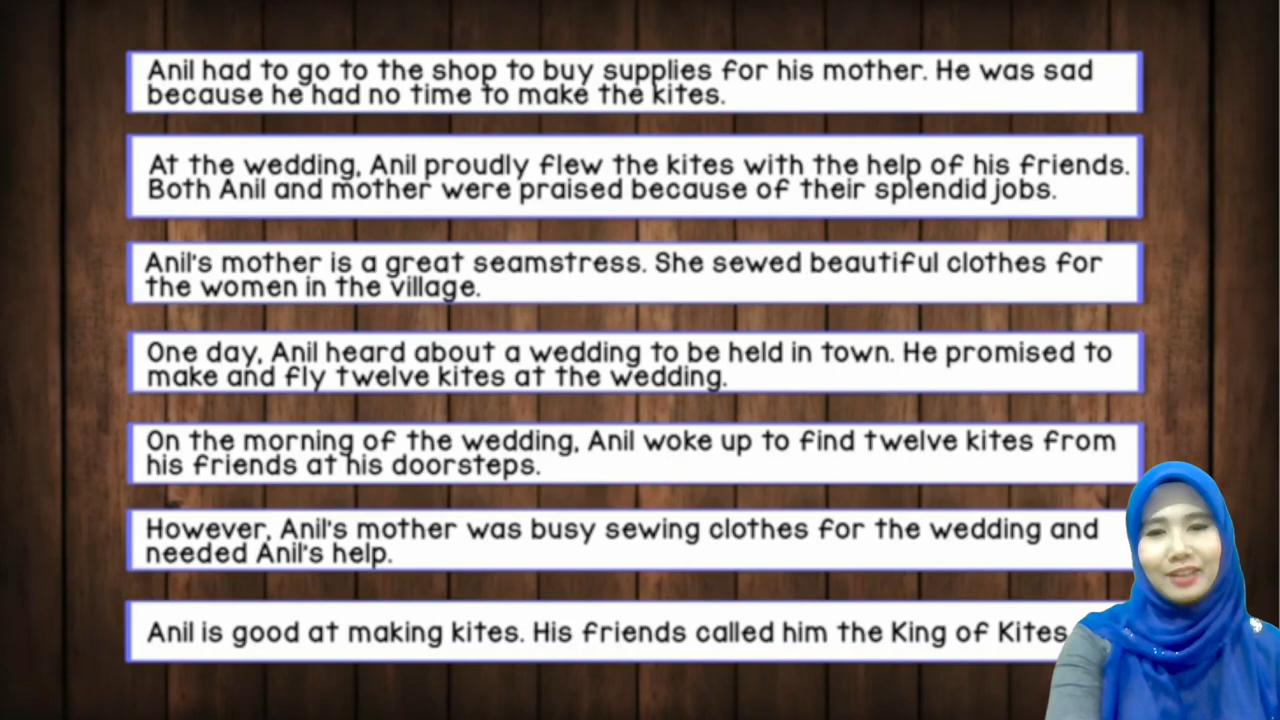 Anil had to go to the shop to buy supplies for his mother. He was sad
because he had no time to make the kites.
At the wedding, Anil proudly flew the kites with the help of his friends.
Both Anil and mother were praised because of their splendid jobs.
Anil's mother is a great seamstress. She sewed beautiful clothes for
the women in the village.
One day, Anil heard about a wedding to be held in town. He promised to
make and fly twelve kites at the wedding.
On the morning of the wedding, Anil woke up to find twelve kites from
his friends at his doorsteps.
However, Anil's mother was busy sewing clothes for the wedding and
needed Anil's help.
Anil is good at making kites. His friends called him the King of Kites